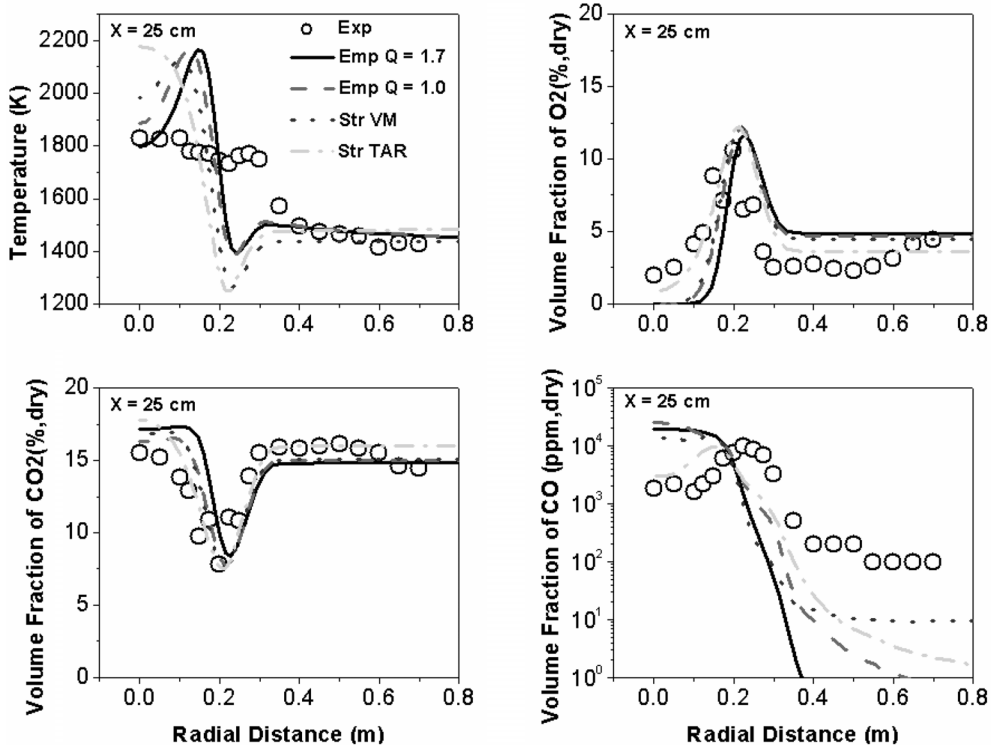 X = 25 cm
Exp
Emp Q = 1.7
Emp Q = 1.0
Str VM
Str TAR
Temperature (K)
2200
2000
1800
1600
1400
1200
0.0 0.2 0.4 0.6 0.8
X = 25 cm
Volume Fraction of O2(%,dry)
20
15
10
5
0
0.0 0.2 0.4 0.6 0.8
X = 25 cm
Volume Fraction of CO2(%,dry)
20
15
10
5
0
0.0 0.2 0.4 0.6 0.8
Radial Distance (m)
X = 25 cm
Volume Fraction of CO (ppm,dry)
10^5
10^4
10^3
10^2
10^1
10^0
0.0 0.2 0.4 0.6 0.8
Radial Distance (m)